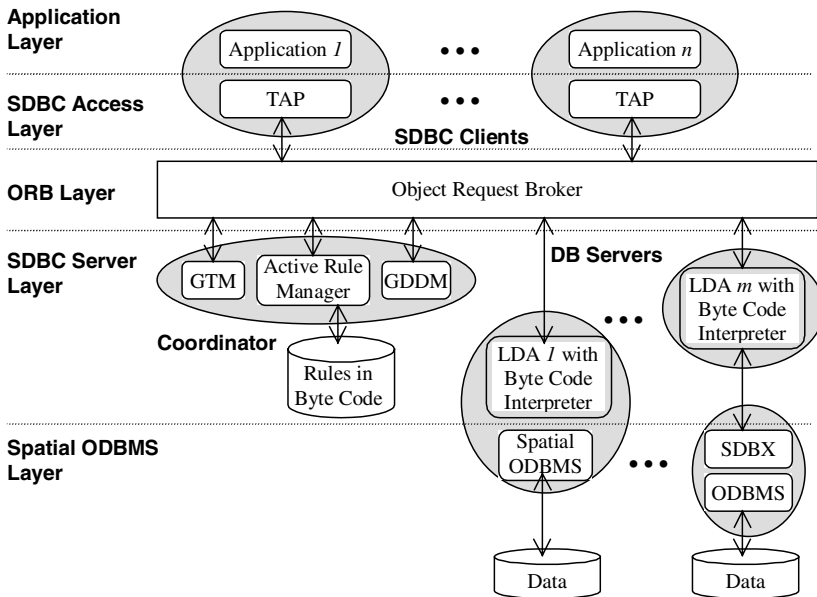 Application
Layer
Application 1
Application n
SDBC Access
Layer
TAP
TAP
SDBC Clients
ORB Layer
Object Request Broker
SDBC Server
Layer
GTM
Active Rule
Manager
GDDM
DB Servers
LDA m with
Byte Code
Interpreter
Coordinator
Rules in
Byte Code
LDA 1 with
Byte Code
Interpreter
Spatial ODBMS
Layer
Spatial
ODBMS
SDBX
ODBMS
Data
Data